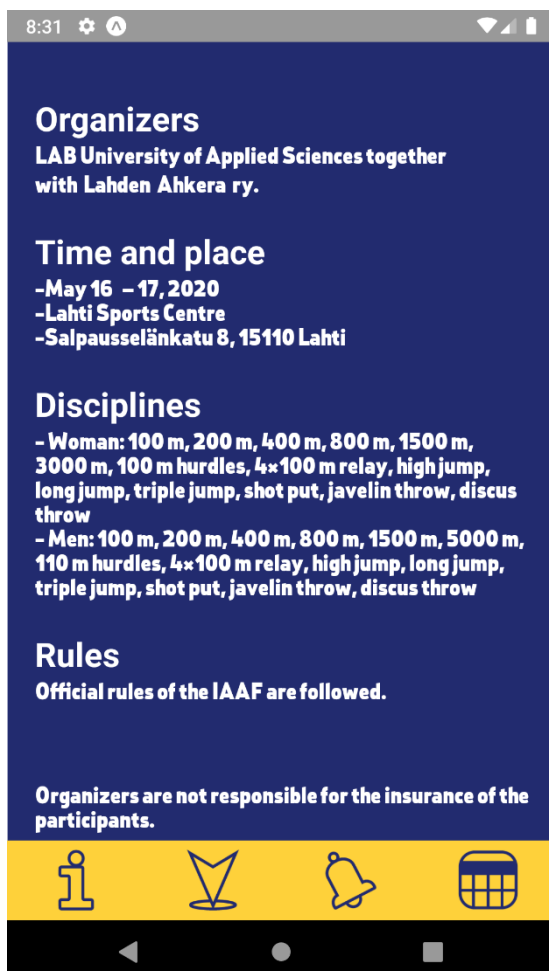 8:31
Organizers
LAB University of Applied Sciences together
with Lahden Ahkera ry.
Time and place
-May 16 – 17, 2020
-Lahti Sports Centre
-Salpausselänkatu 8, 15110 Lahti
Disciplines
- Woman: 100 m, 200 m, 400 m, 800 m, 1500 m,
3000 m, 100 m hurdles, 4×100 m relay, high jump,
long jump, triple jump, shot put, javelin throw, discus
throw
- Men: 100 m, 200 m, 400 m, 800 m, 1500 m, 5000 m,
110 m hurdles, 4×100 m relay, high jump, long jump,
triple jump, shot put, javelin throw, discus throw
Rules
Official rules of the IAAF are followed.
Organizers are not responsible for the insurance of the
participants.